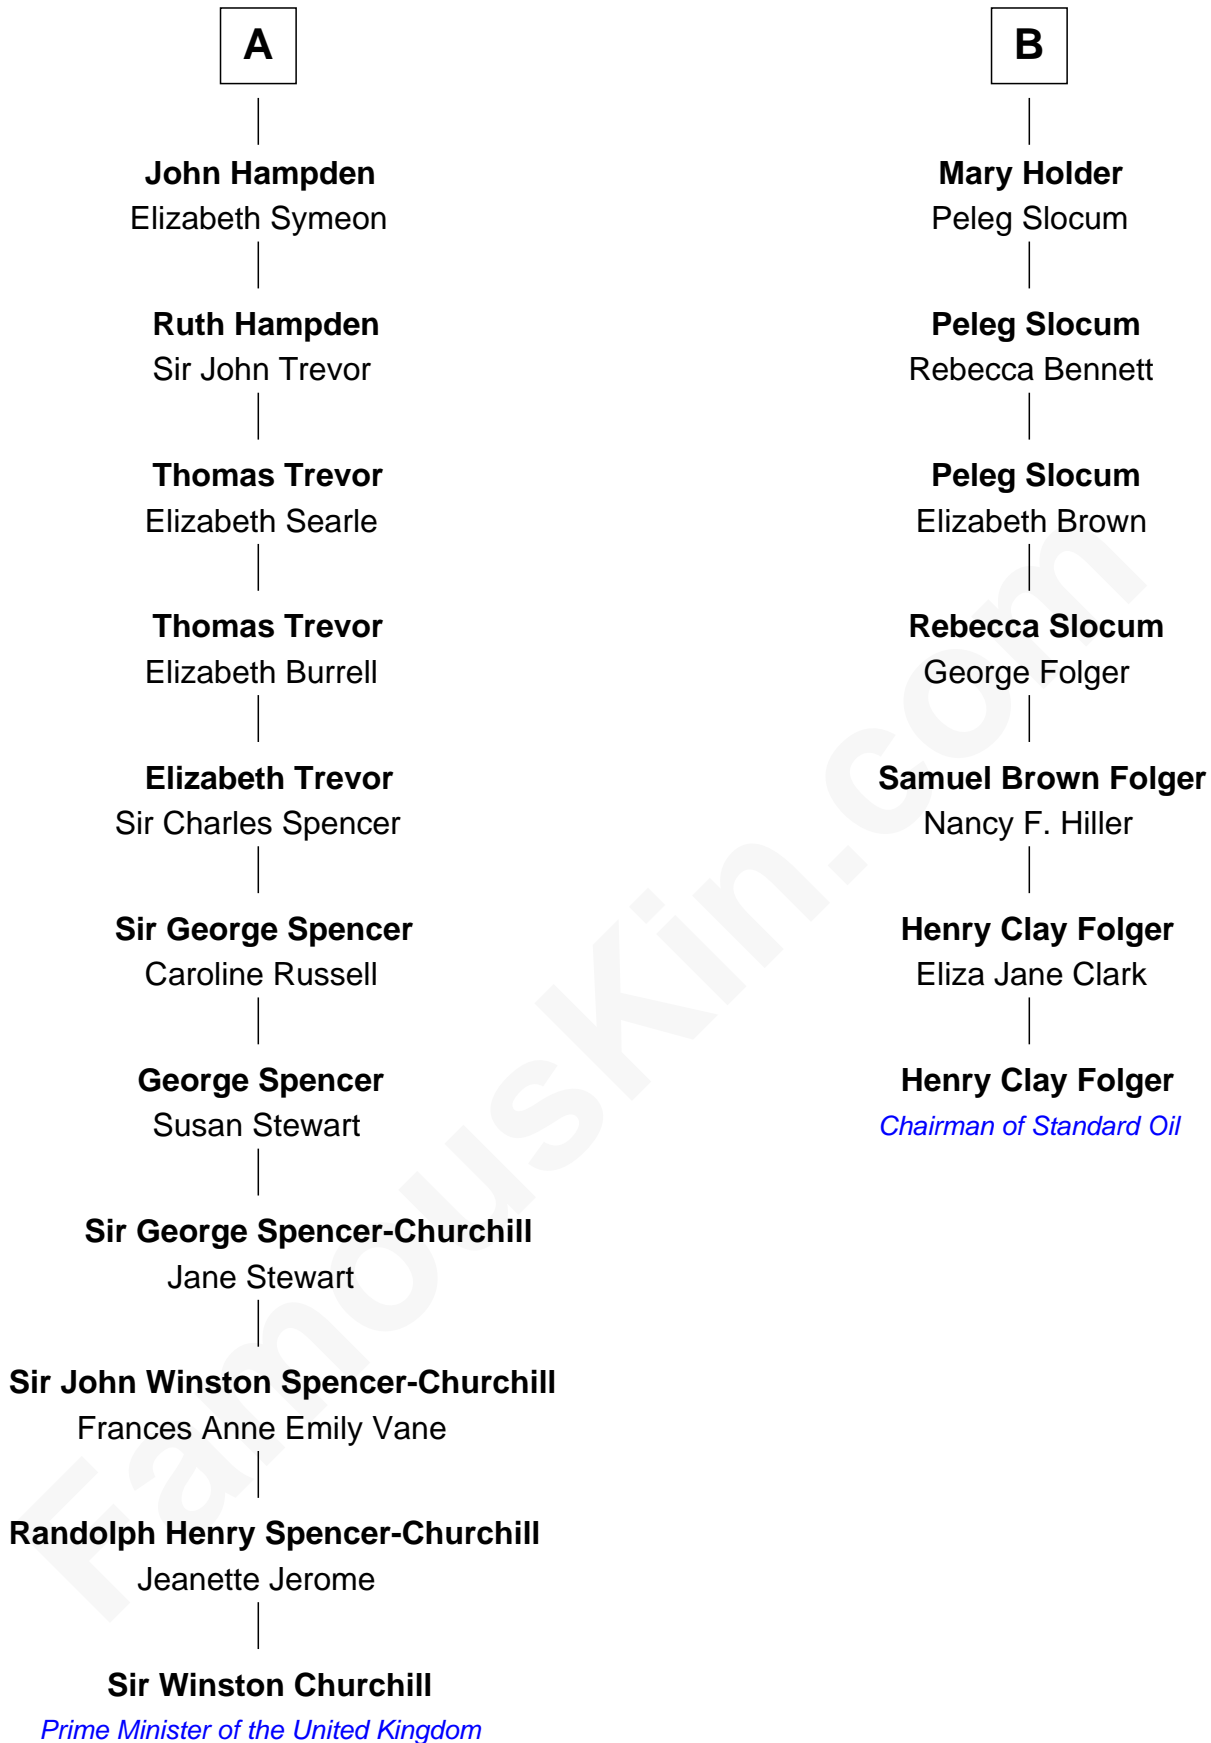 A
John Hampden
Elizabeth Symeon
Ruth Hampden
Sir John Trevor
Thomas Trevor
Elizabeth Searle
Thomas Trevor
Elizabeth Burrell
Elizabeth Trevor
Sir Charles Spencer
Sir George Spencer
Caroline Russell
George Spencer
Susan Stewart
Sir George Spencer-Churchill
Jane Stewart
Sir John Winston Spencer-Churchill
Frances Anne Emily Vane
Randolph Henry Spencer-Churchill
Jeanette Jerome
Sir Winston Churchill
Prime Minister of the United Kingdom
B
Mary Holder
Peleg Slocum
Peleg Slocum
Rebecca Bennett
Peleg Slocum
Elizabeth Brown
Rebecca Slocum
George Folger
Samuel Brown Folger
Nancy F. Hiller
Henry Clay Folger
Eliza Jane Clark
Henry Clay Folger
Chairman of Standard Oil
FamousKin.com